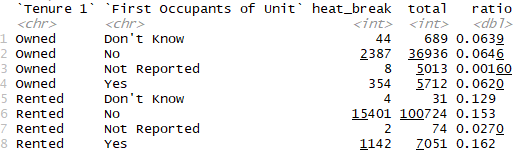 `Tenure 1` `First Occupants of Unit` heat_break total ratio
<chr> <chr> <int> <int> <dbl>
1 Owned Don't Know 44 689 0.0639
2 Owned No 2387 36936 0.0646
3 Owned Not Reported 8 5013 0.00160
4 Owned Yes 354 5712 0.0620
5 Rented Don't Know 4 31 0.129
6 Rented No 15401 100724 0.153
7 Rented Not Reported 2 74 0.0270
8 Rented Yes 1142 7051 0.162